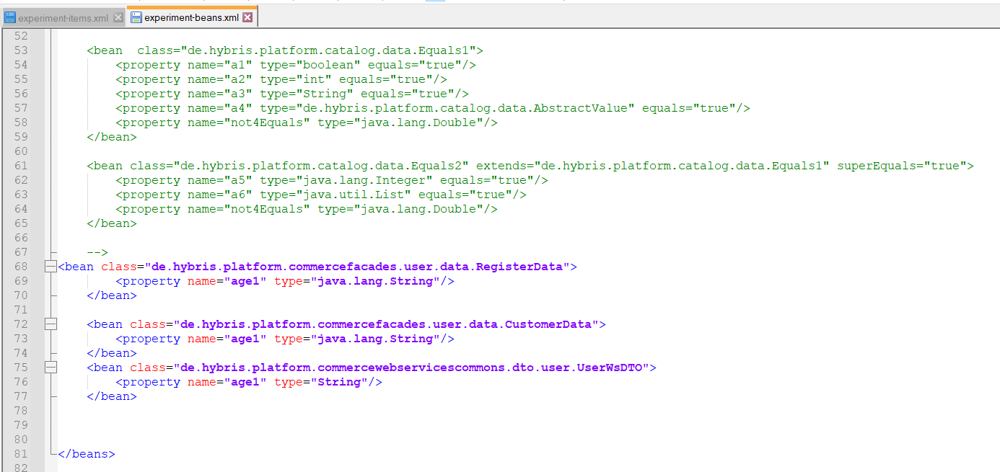 experiment-items.xml experiment-beans.xml
52
53 <bean  class="de.hybris.platform.catalog.data.Equals1">
54 <property name="a1" type="boolean" equals="true"/>
55 <property name="a2" type="int" equals="true"/>
56 <property name="a3" type="String" equals="true"/>
57 <property name="a4" type="de.hybris.platform.catalog.data.AbstractValue" equals="true"/>
58 <property name="not4Equals" type="java.lang.Double"/>
59 </bean>
60
61 <bean class="de.hybris.platform.catalog.data.Equals2" extends="de.hybris.platform.catalog.data.Equals1" superEquals="true">
62 <property name="a5" type="java.lang.Integer" equals="true"/>
63 <property name="a6" type="java.util.List" equals="true"/>
64 <property name="not4Equals" type="java.lang.Double"/>
65 </bean>
66
67 -->
68 <bean class="de.hybris.platform.commercefacades.user.data.RegisterData">
69 <property name="age1" type="java.lang.String"/>
70 </bean>
71
72 <bean class="de.hybris.platform.commercefacades.user.data.CustomerData">
73 <property name="age1" type="java.lang.String"/>
74 </bean>
75 <bean class="de.hybris.platform.commercewebservicescommons.dto.user.UserWsDTO">
76 <property name="age1" type="String"/>
77 </bean>
78
79
80
81 </beans>
82